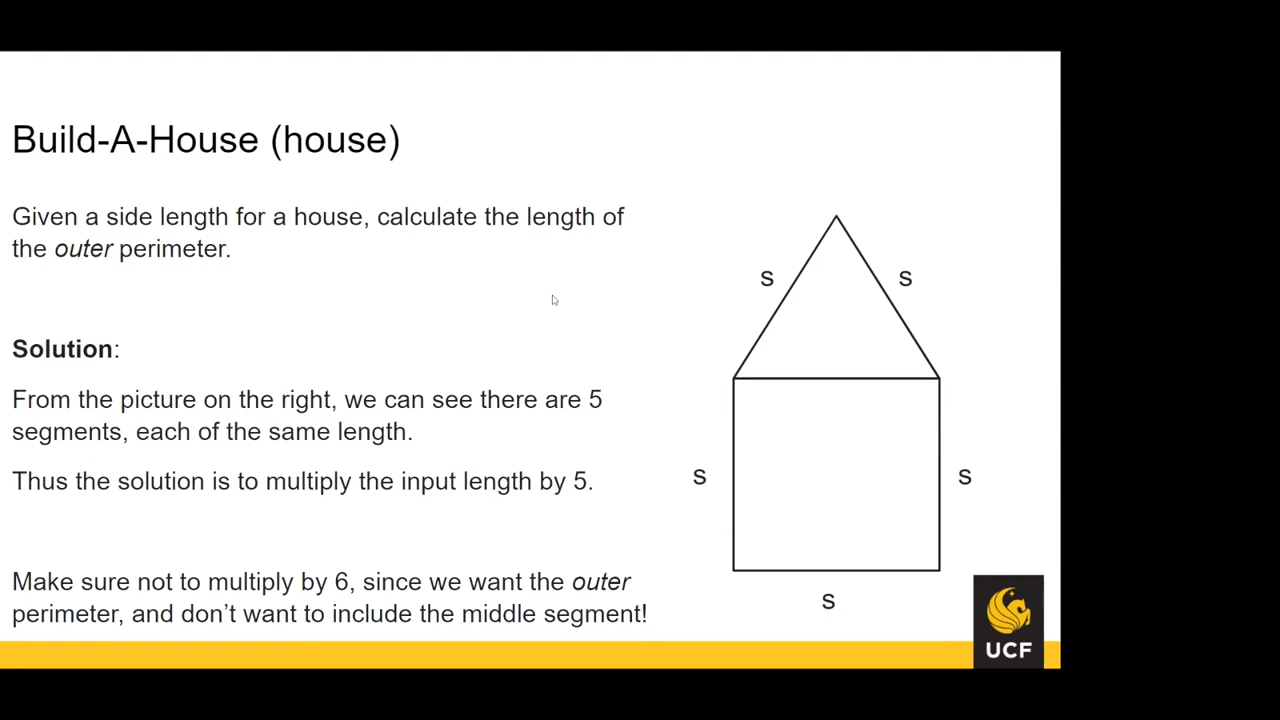 Build-A-House (house)
Given a side length for a house, calculate the length of
the outer perimeter.
Solution:
From the picture on the right, we can see there are 5
segments, each of the same length.
Thus the solution is to multiply the input length by 5.
Make sure not to multiply by 6, since we want the outer
perimeter, and don’t want to include the middle segment!
s
s
s
s
s
UCF